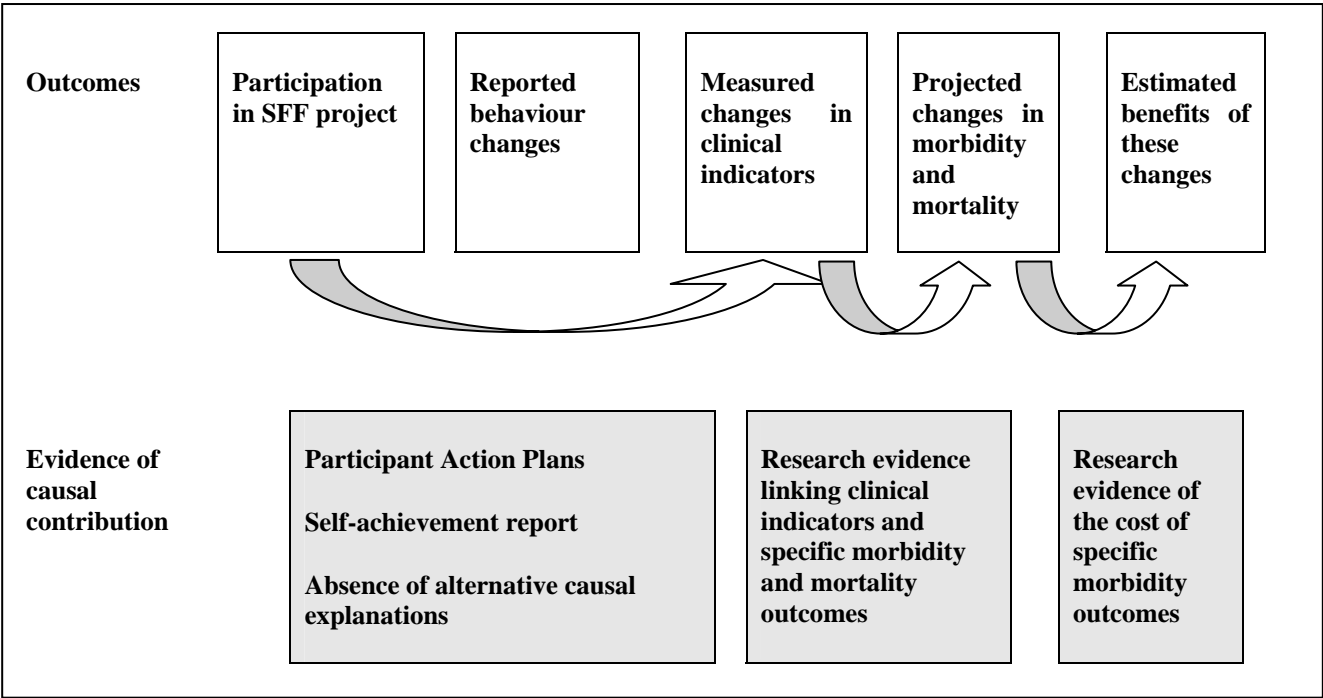 Outcomes
Participation
in SFF project
Reported
behaviour
changes
Measured
changes in
clinical
indicators
Projected
changes in
morbidity
and
mortality
Estimated
benefits of
these
changes
Evidence of
causal
contribution
Participant Action Plans
Self-achievement report
Absence of alternative causal
explanations
Research evidence
linking clinical
indicators and
specific morbidity
and mortality
outcomes
Research
evidence of
the cost of
specific
morbidity
outcomes